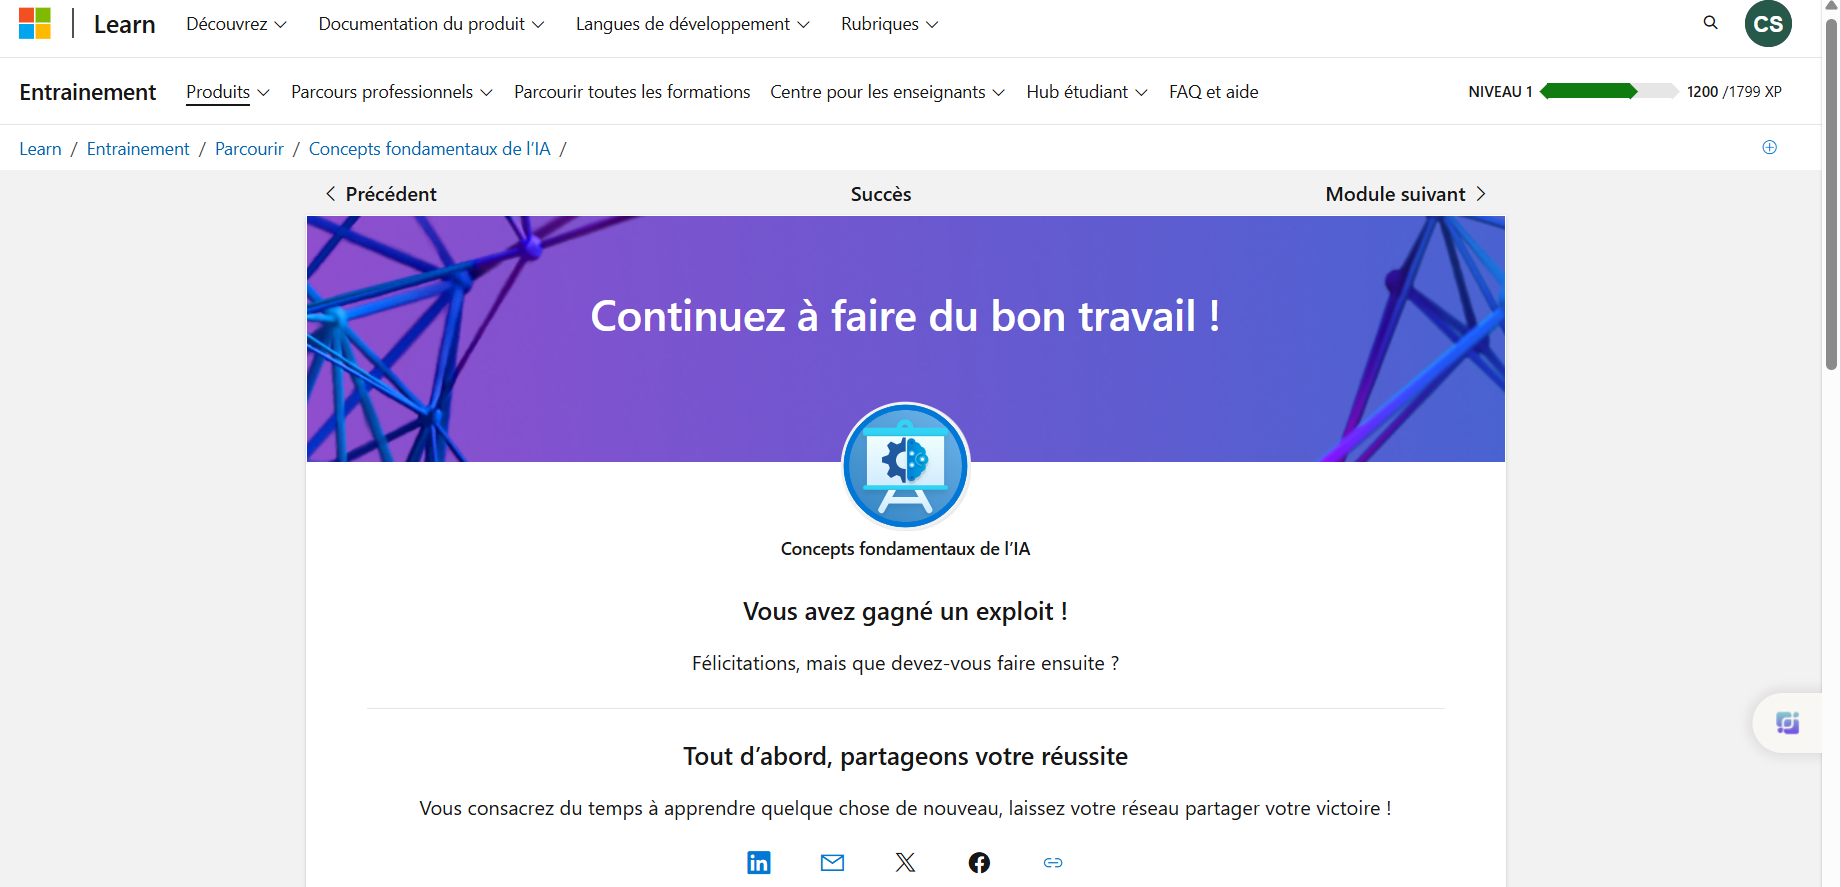 Learn Découvrez Documentation du produit Langues de développement Rubriques CS
Entrainement Produits Parcours professionnels Parcourir toutes les formations Centre pour les enseignants Hub étudiant FAQ et aide NIVEAU 1 1200 /1799 XP
Learn / Entrainement / Parcourir / Concepts fondamentaux de l’IA /
Précédent Succès Module suivant
Continuez à faire du bon travail !
Concepts fondamentaux de l’IA
Vous avez gagné un exploit !
Félicitations, mais que devez-vous faire ensuite ?
Tout d’abord, partageons votre réussite
Vous consacrez du temps à apprendre quelque chose de nouveau, laissez votre réseau partager votre victoire !